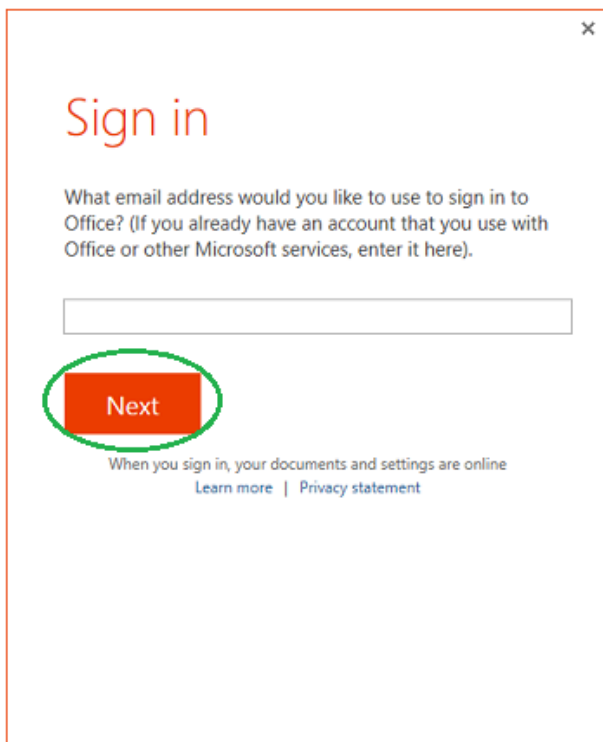 Sign in
What email address would you like to use to sign in to
Office? (If you already have an account that you use with
Office or other Microsoft services, enter it here).
Next
When you sign in, your documents and settings are online
Learn more | Privacy statement